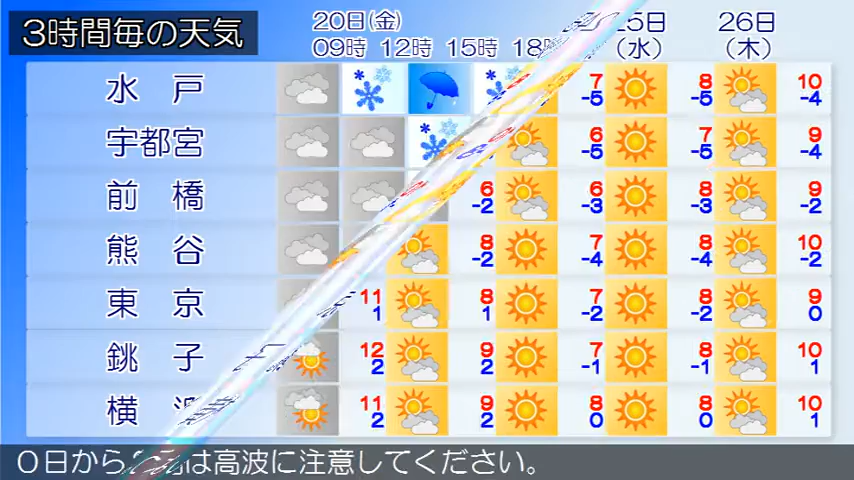 3時間毎の天気
20日(金)
09時 12時 15時 18時
25日 26日
(水) (木)
水戸 7 -5 8 -5 10 -4
宇都宮 6 -5 7 -5 9 -4
前橋 6 -2 6 -3 8 -3 9 -2
熊谷 8 -2 7 -4 8 -4 10 -2
東京 11 1 8 1 7 -2 8 -2 9 0
銚子 12 2 9 2 7 -1 8 -1 10 1
横 11 2 9 2 8 0 8 0 10 1
0日から は高波に注意してください。